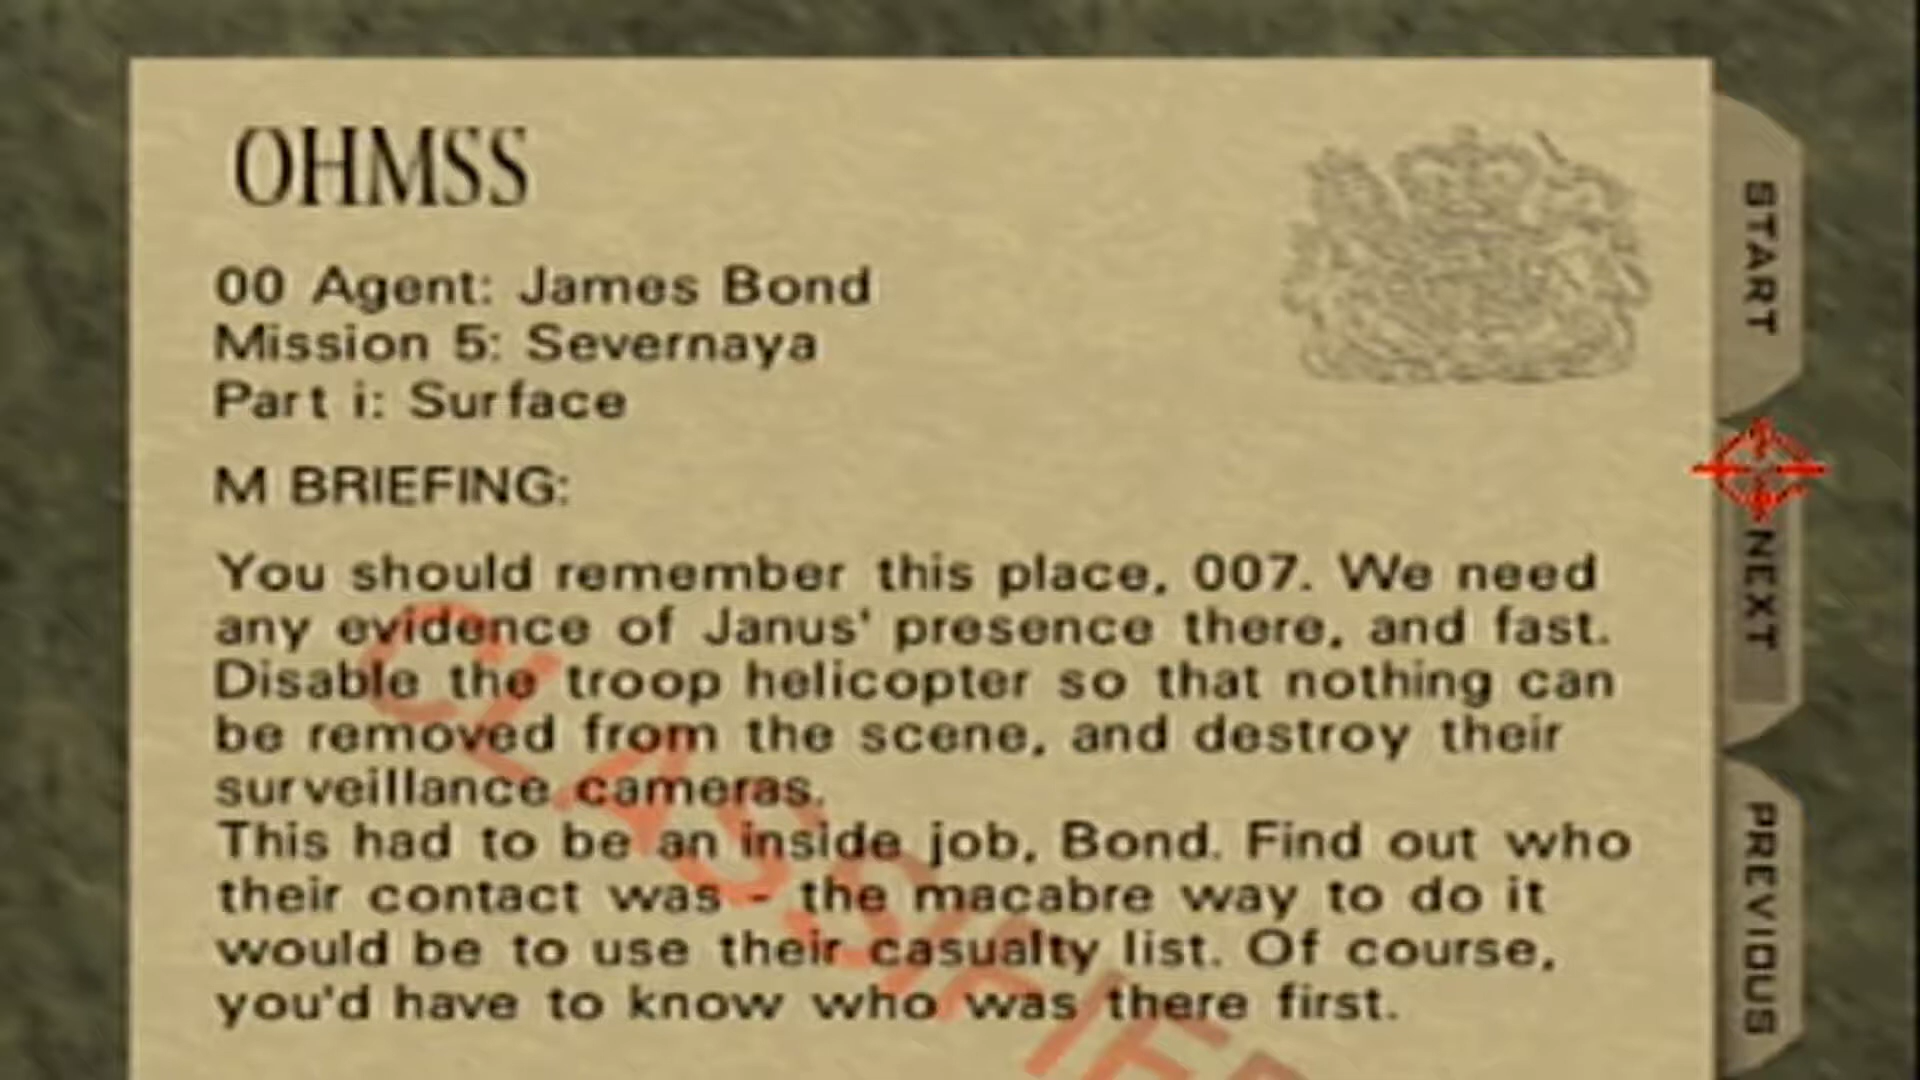 OHMSS
00 Agent: James Bond
Mission 5: Severnaya
Part i: Surface
M BRIEFING:
You should remember this place, 007. We need
any evidence of Janus' presence there, and fast.
Disable the troop helicopter so that nothing can
be removed from the scene, and destroy their
surveillance cameras.
This had to be an inside job, Bond. Find out who
their contact was - the macabre way to do it
would be to use their casualty list. Of course,
you'd have to know who was there first.
CLASSIFIE
START
NEXT
PREVIOUS